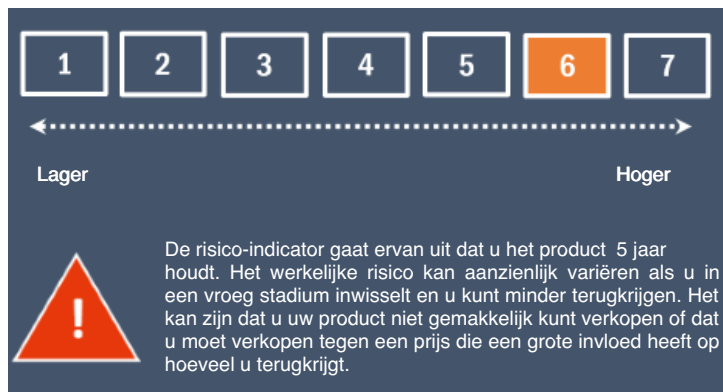 1 2 3 4 5 6 7
Lager Hoger
De risico-indicator gaat ervan uit dat u het product 5 jaar
houdt. Het werkelijke risico kan aanzienlijk variëren als u in
een vroeg stadium inwisselt en u kunt minder terugkrijgen. Het
kan zijn dat u uw product niet gemakkelijk kunt verkopen of dat
u moet verkopen tegen een prijs die een grote invloed heeft op
hoeveel u terugkrijgt.
!